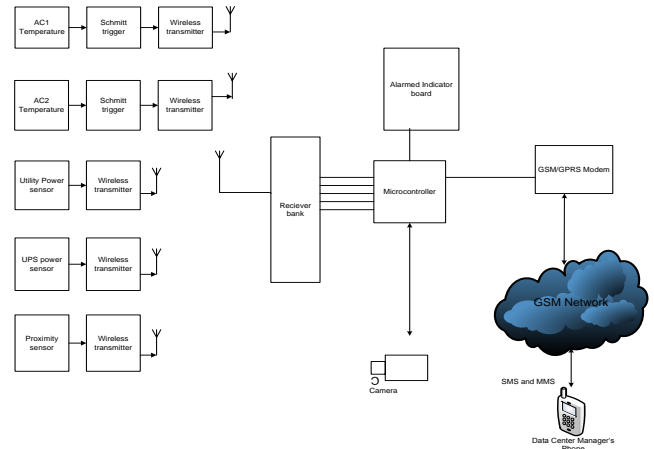 AC1
Temperature
Schmitt
trigger
Wireless
transmitter
AC2
Temperature
Schmitt
trigger
Wireless
transmitter
Utility Power
sensor
Wireless
transmitter
UPS power
sensor
Wireless
transmitter
Proximity
sensor
Wireless
transmitter
Reciever
bank
Alarmed Indicator
board
Microcontroller
GSM/GPRS Modem
GSM Network
Camera
SMS and MMS
Data Center Manager's
Phone